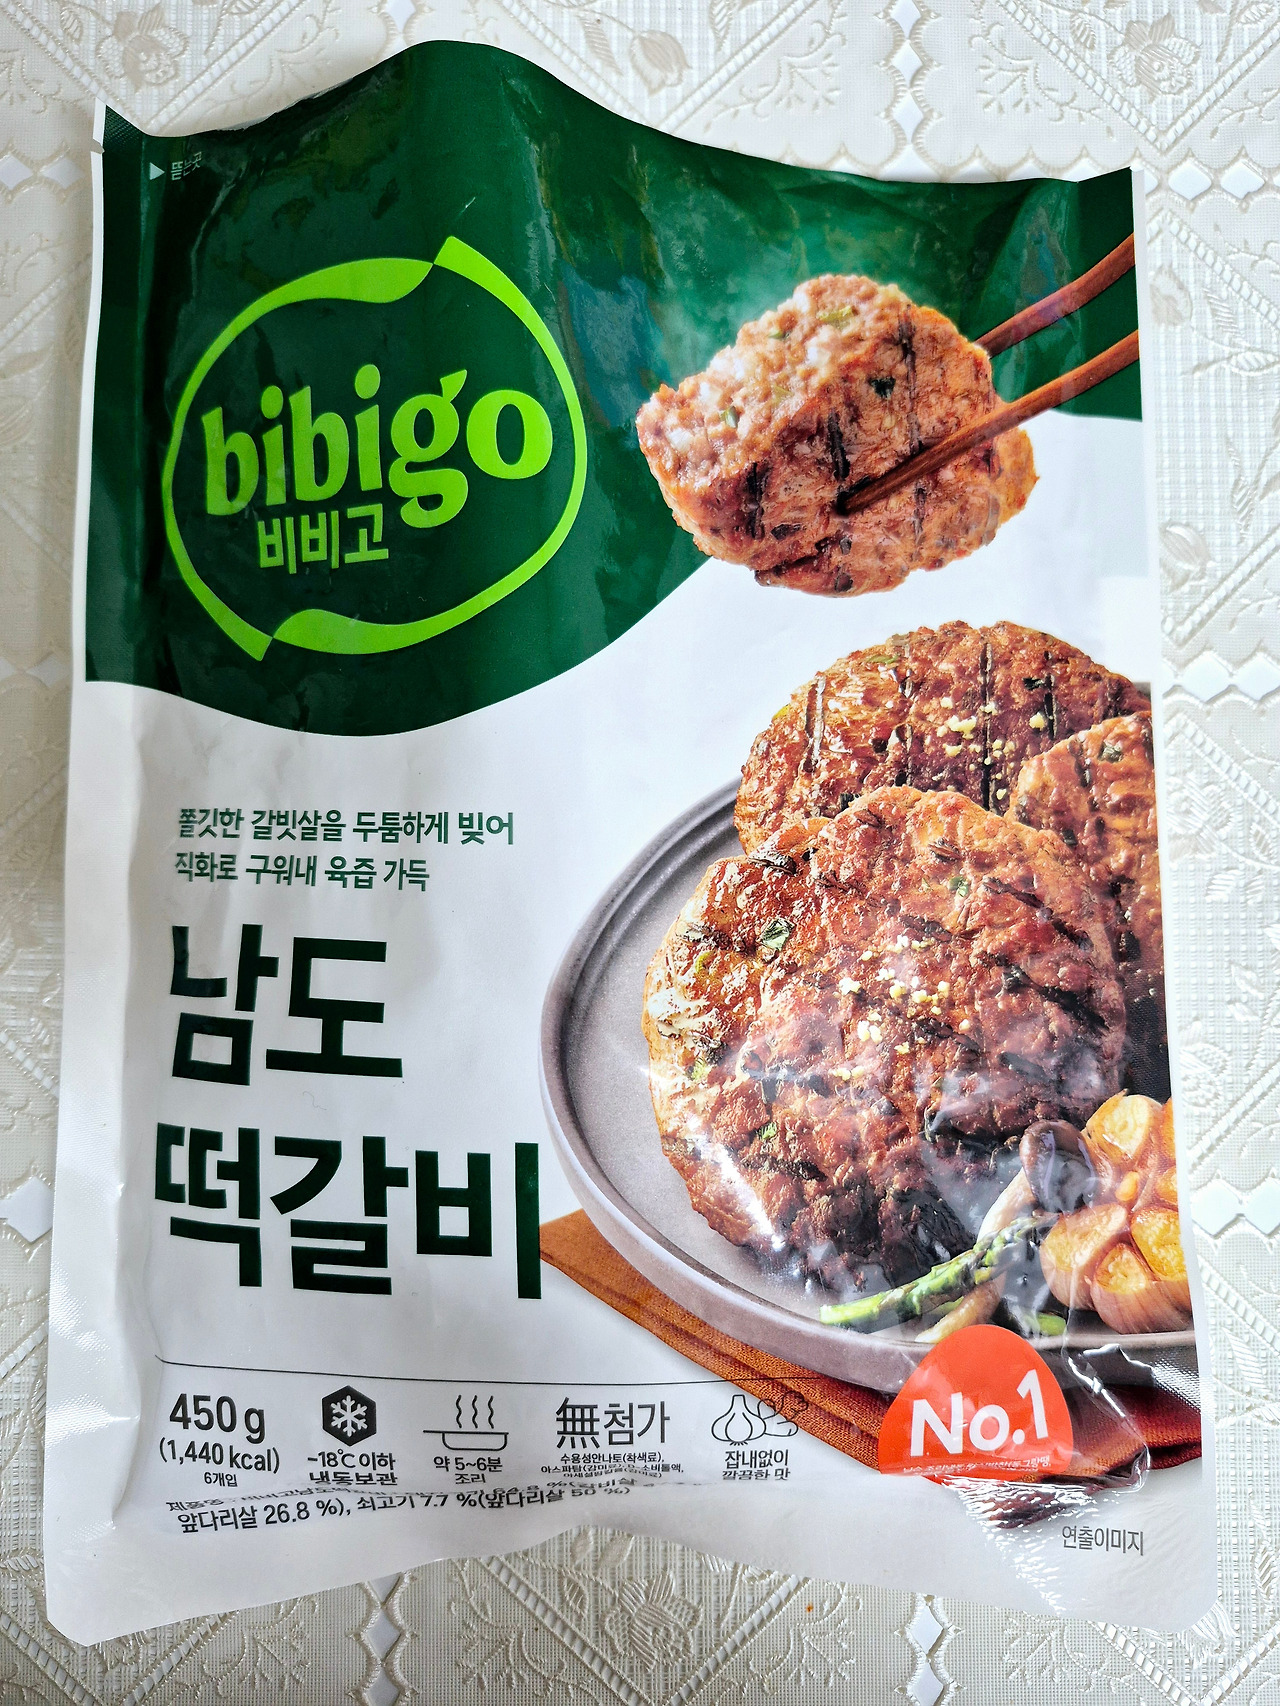 뜯는곳
bibigo
비비고
쫄깃한 갈빗살을 두툼하게 빚어
직화로 구워내 육즙 가득
남도
떡갈비
450g
(1,440 kcal)
6개입
-18℃ 이하
냉동보관
약 5~6분
조리
無첨가
수용성안나토(착색료),
잡내없이
깔끔한 맛
No.1
제품명
앞다리살 26.8 %), 쇠고기 7.7 %(앞다리살 50 %)
연출이미지